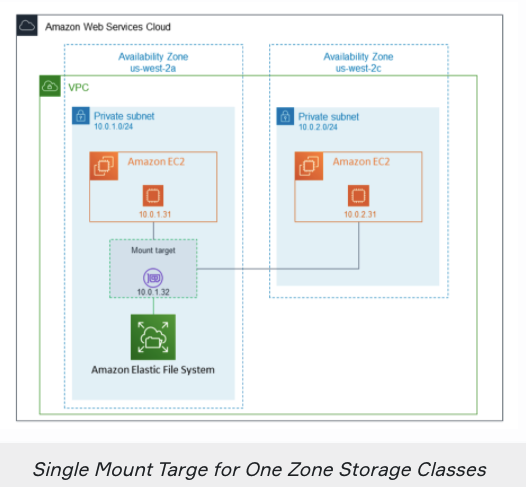 Amazon Web Services Cloud
Availability Zone
us-west-2a
Availability Zone
us-west-2c
VPC
Private subnet
10.0.1.0/24
Private subnet
10.0.2.0/24
Amazon EC2
10.0.1.31
Amazon EC2
10.0.2.31
Mount target
10.0.1.32
Amazon Elastic File System
Single Mount Targe for One Zone Storage Classes